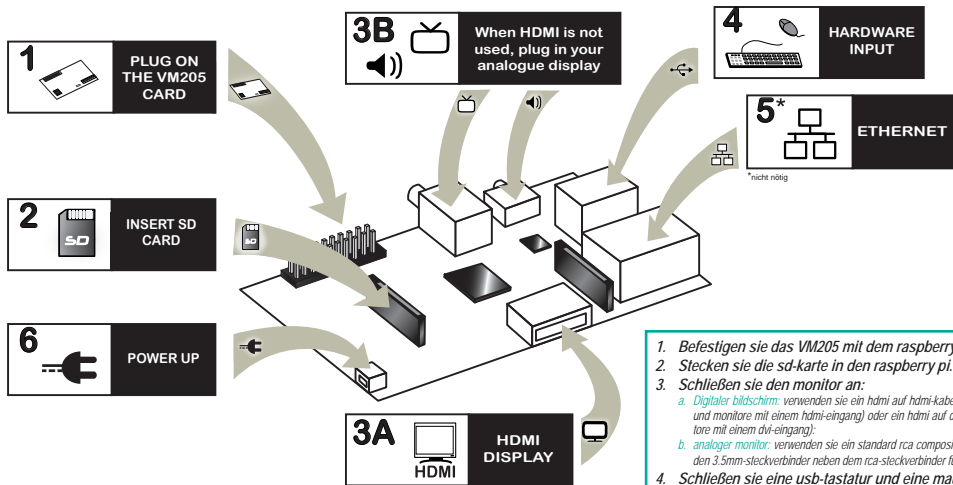 1
PLUG ON
THE VM205
CARD
3B
When HDMI is not
used, plug in your
analogue display
4
HARDWARE
INPUT
5*
ETHERNET
*nicht nötig
2
SD
INSERT SD
CARD
SD
6
POWER UP
3A
HDMI
HDMI
DISPLAY
1. Befestigen sie das VM205 mit dem raspberry
2. Stecken sie die sd-karte in den raspberry pi.
3. Schließen sie den monitor an:
a. Digitaler bildschirm: verwenden sie ein hdmi auf hdmi-kabe
und monitore mit einem hdmi-eingang) oder ein hdmi auf d
tore mit einem dvi-eingang):
b. analoger monitor: verwenden sie ein standard rca composi
den 3.5mm-steckverbinder neben dem rca-steckverbinder f
4. Schließen sie eine usb-tastatur und eine ma